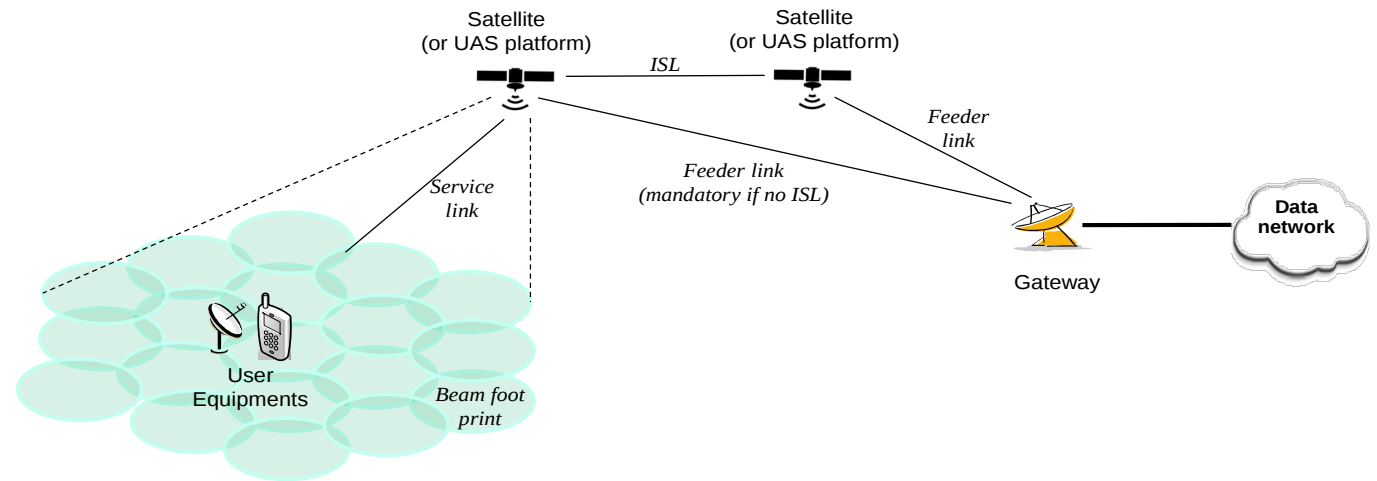 Satellite
(or UAS platform)
Satellite
(or UAS platform)
ISL
Feeder
link
Feeder link
(mandatory if no ISL)
Service
link
Data
network
Gateway
User
Equipments
Beam foot
print